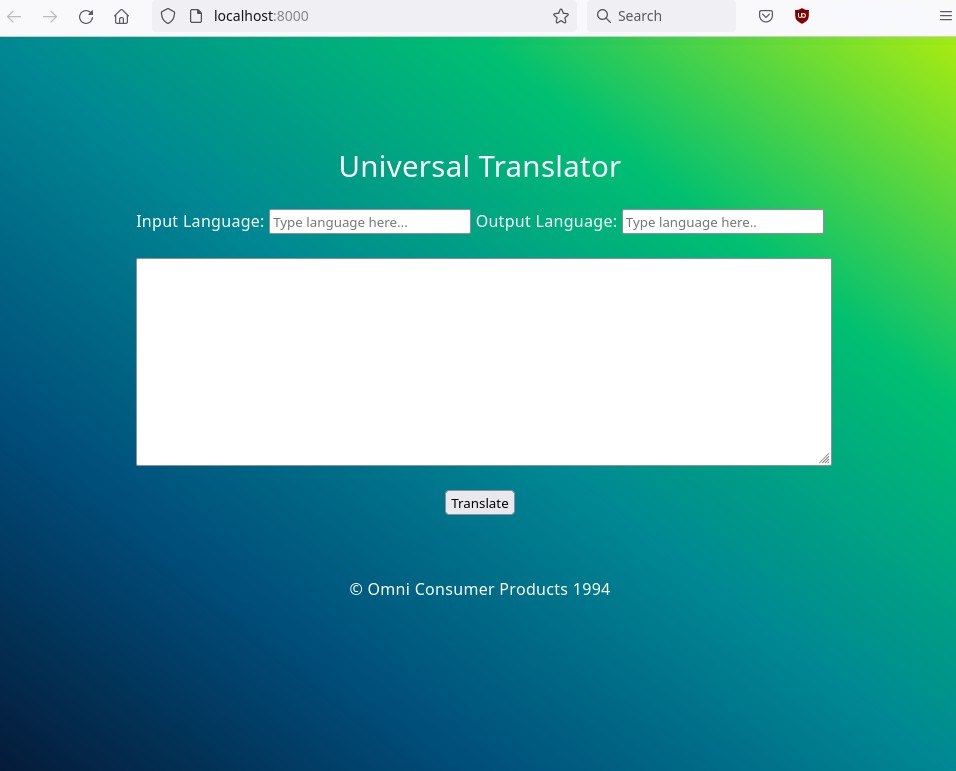 localhost:8000 Search
Universal Translator
Input Language: Type language here... Output Language: Type language here..
Translate
© Omni Consumer Products 1994